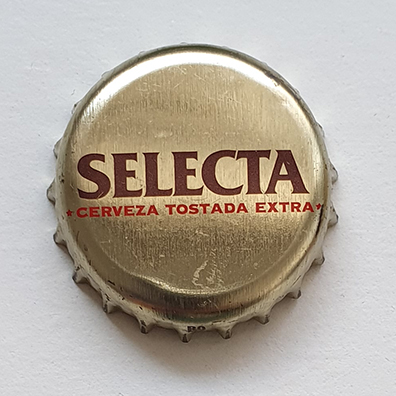 SELECTA
★CERVEZA TOSTADA EXTRA★